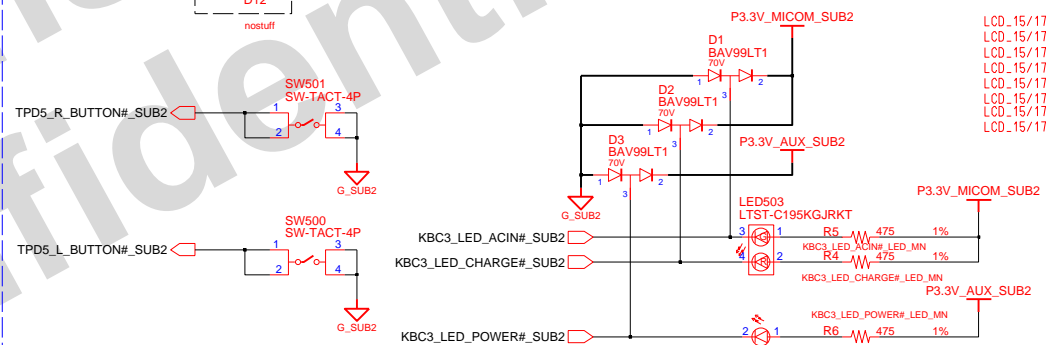 D12
nostuff
P3.3V_MICOM_SUB2
LCD_15/17
LCD_15/17
LCD_15/17
LCD_15/17
LCD_15/17
LCD_15/17
LCD_15/17
LCD_15/17
D1
BAV99LT1
70V
1 2
3
SW501
SW-TACT-4P
TPD5_R_BUTTON#_SUB2
1 3
2 4
G_SUB2
D2
BAV99LT1
70V
1 2
3
D3
BAV99LT1
70V
1 2
3
P3.3V_AUX_SUB2
G_SUB2
SW500
SW-TACT-4P
TPD5_L_BUTTON#_SUB2
1 3
2 4
G_SUB2
LED503
LTST-C195KGJRKT
P3.3V_MICOM_SUB2
KBC3_LED_ACIN#_SUB2
3 1
R5 475 1%
KBC3_LED_ACIN#_LED_MN
KBC3_LED_CHARGE#_SUB2
4 2
R4 475 1%
KBC3_LED_CHARGE#_LED_MN
P3.3V_AUX_SUB2
KBC3_LED_POWER#_LED_MN
KBC3_LED_POWER#_SUB2
2 1
R6 475 1%
fident